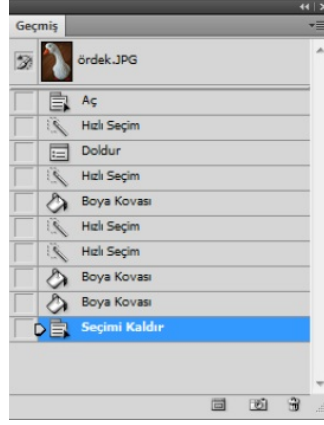 Geçmiş
ördek.JPG
Aç
Hızlı Seçim
Doldur
Hızlı Seçim
Boya Kovası
Hızlı Seçim
Hızlı Seçim
Boya Kovası
Boya Kovası
Seçimi Kaldır